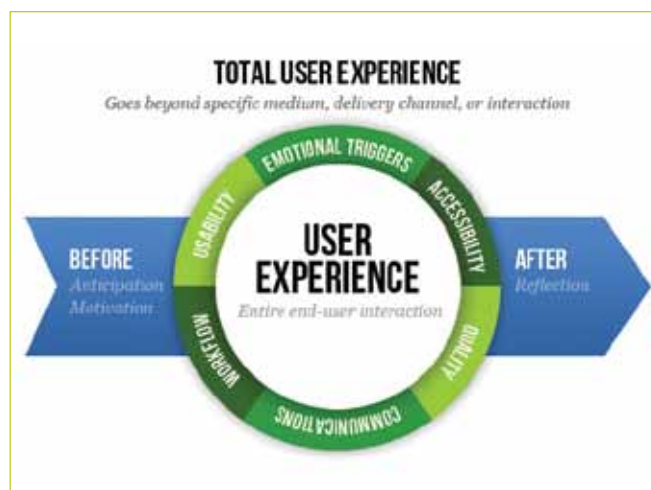 TOTAL USER EXPERIENCE
Goes beyond specific medium, delivery channel, or interaction
EMOTIONAL TRIGGERS
USABILITY
ACCESSIBILITY
BEFORE
Anticipation
Motivation
USER
EXPERIENCE
Entire end-user interaction
AFTER
Reflection
WORKFLOW
QUALITY
COMMUNICATIONS